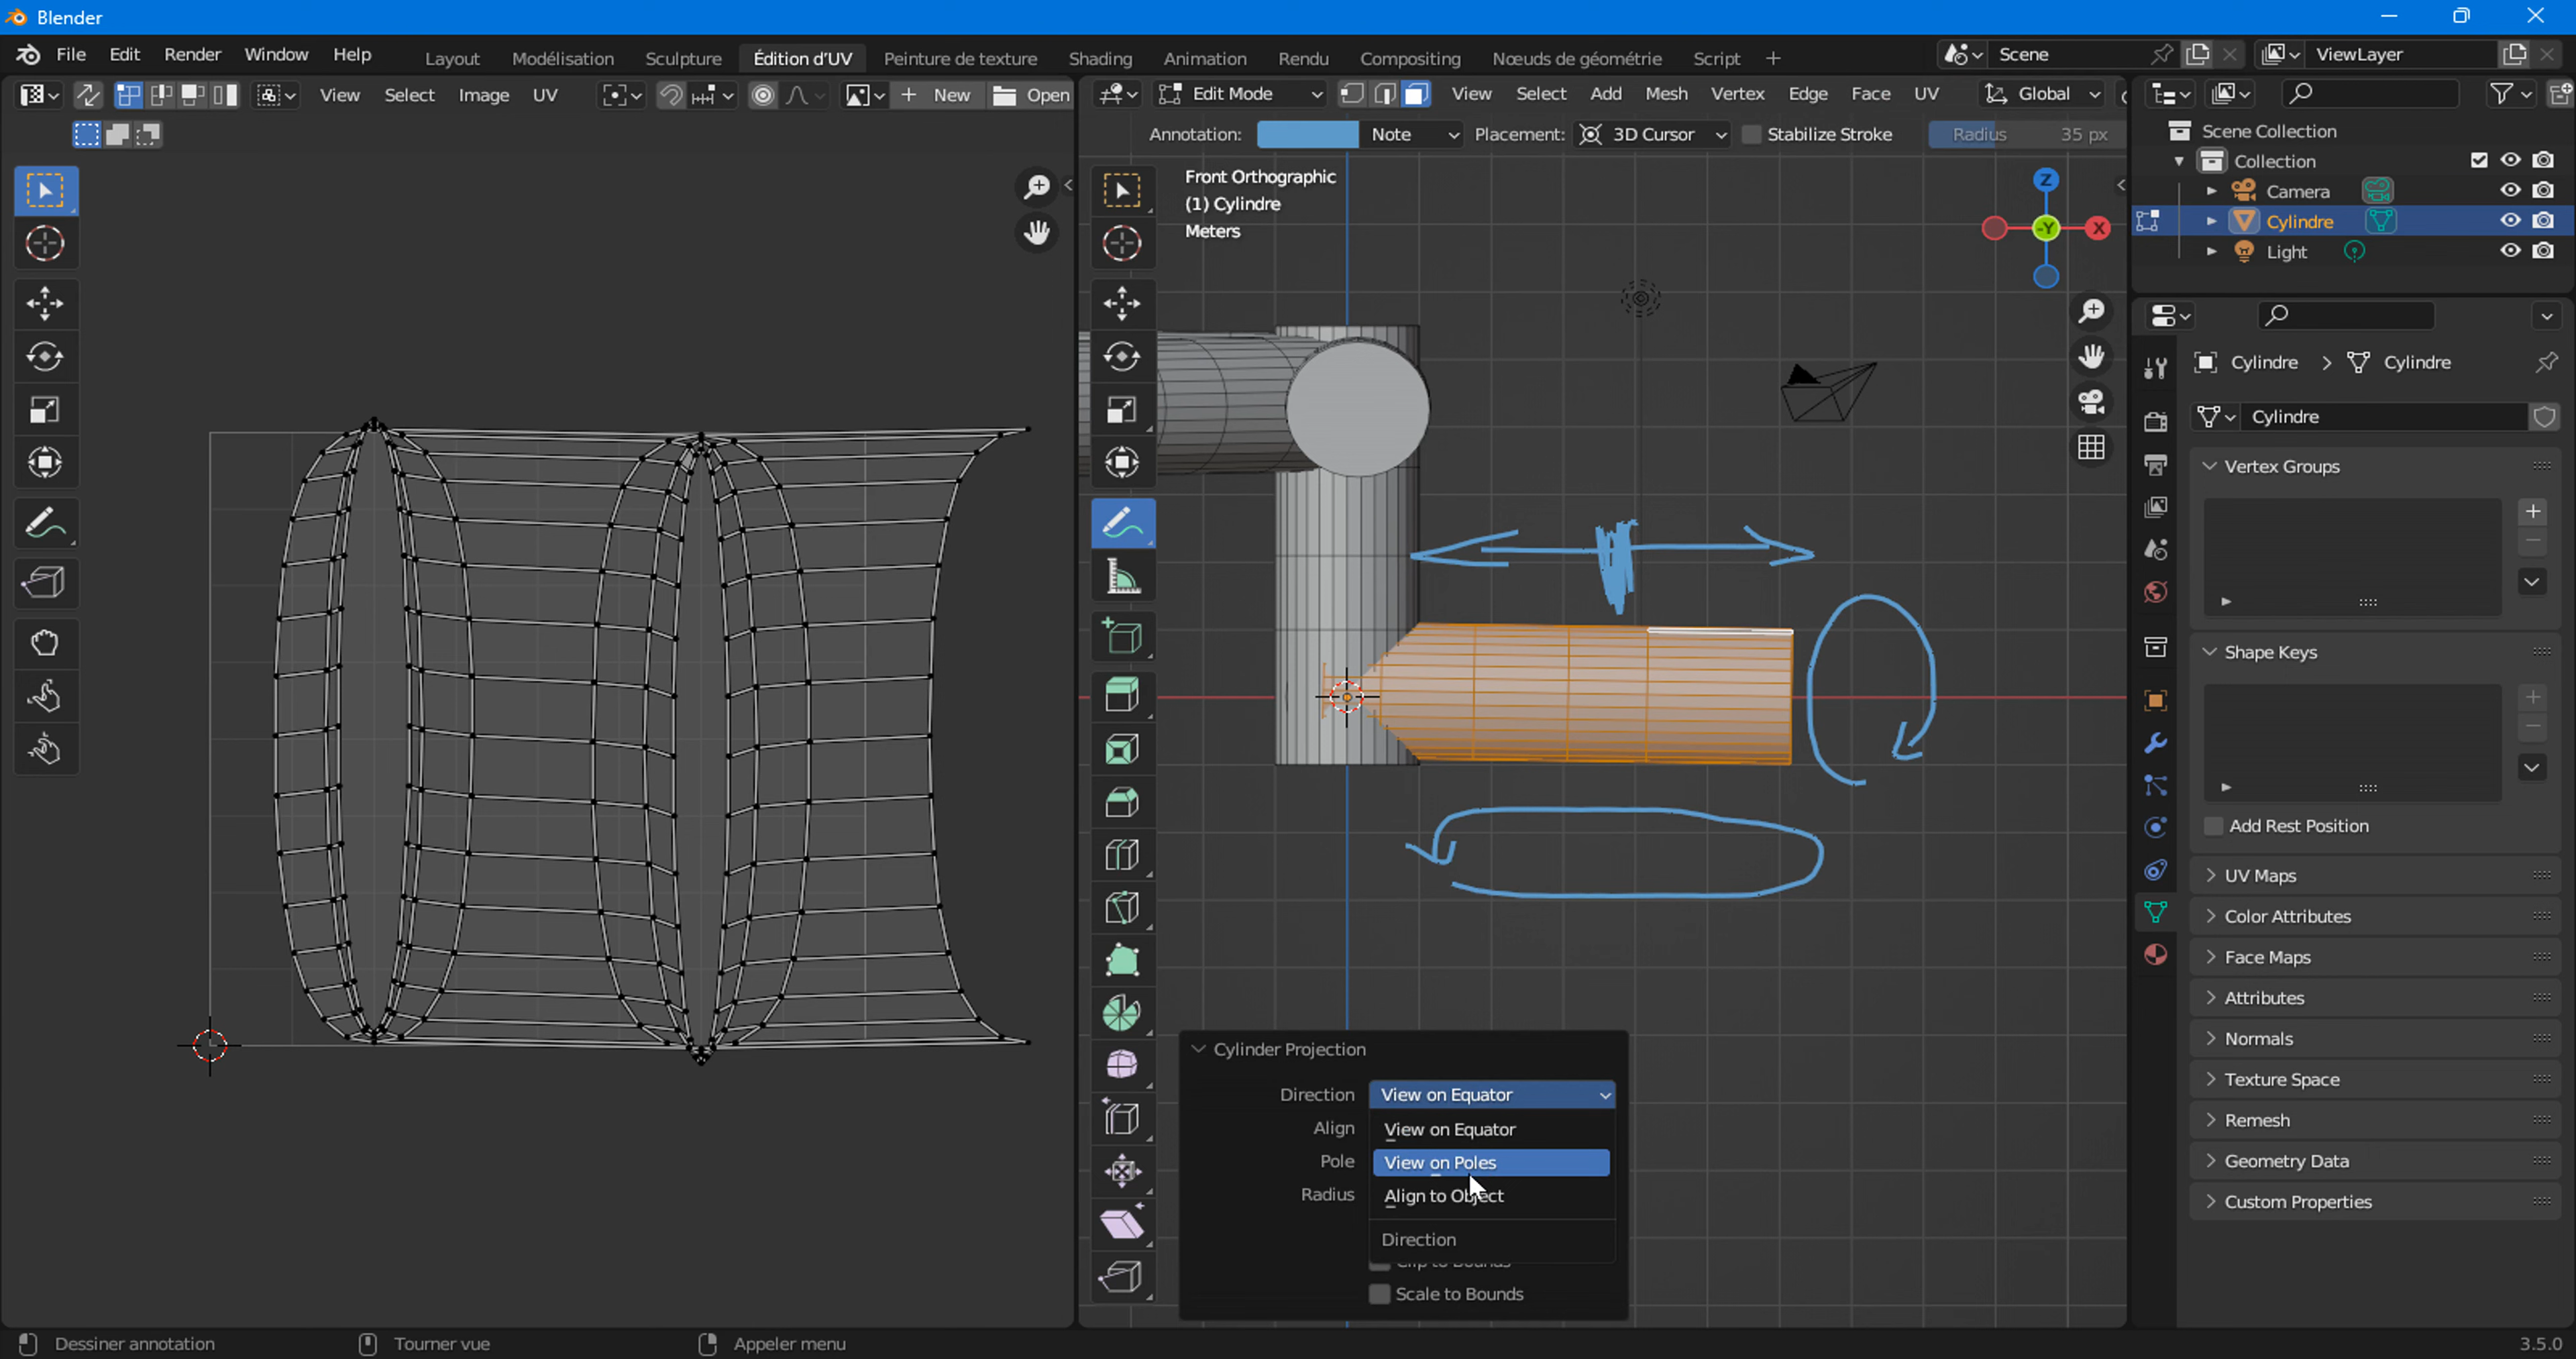 Blender
File Edit Render Window Help Layout Modélisation Sculpture Édition d'UV Peinture de texture Shading Animation Rendu Compositing Nœuds de géométrie Script + Scene ViewLayer
View Select Image UV + New Open
Edit Mode View Select Add Mesh Vertex Edge Face UV Global
Annotation: Note Placement: 3D Cursor Stabilize Stroke Radius 35 px
Front Orthographic
(1) Cylindre
Meters
Z
-Y
X
Scene Collection
Collection
Camera
Cylindre
Light
Cylindre > Cylindre
Cylindre
Vertex Groups
Shape Keys
Add Rest Position
UV Maps
Color Attributes
Face Maps
Attributes
Normals
Texture Space
Remesh
Geometry Data
Custom Properties
Cylinder Projection
Direction View on Equator
Align View on Equator
Pole View on Poles
Radius Align to Object
Direction
Clip to Bounds
Scale to Bounds
Dessiner annotation Tourner vue Appeler menu 3.5.0